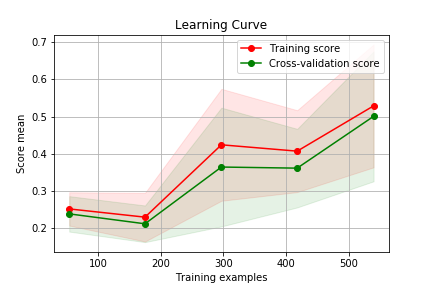 Learning Curve
Training score
Cross-validation score
Score mean
0.7
0.6
0.5
0.4
0.3
0.2
100 200 300 400 500
Training examples